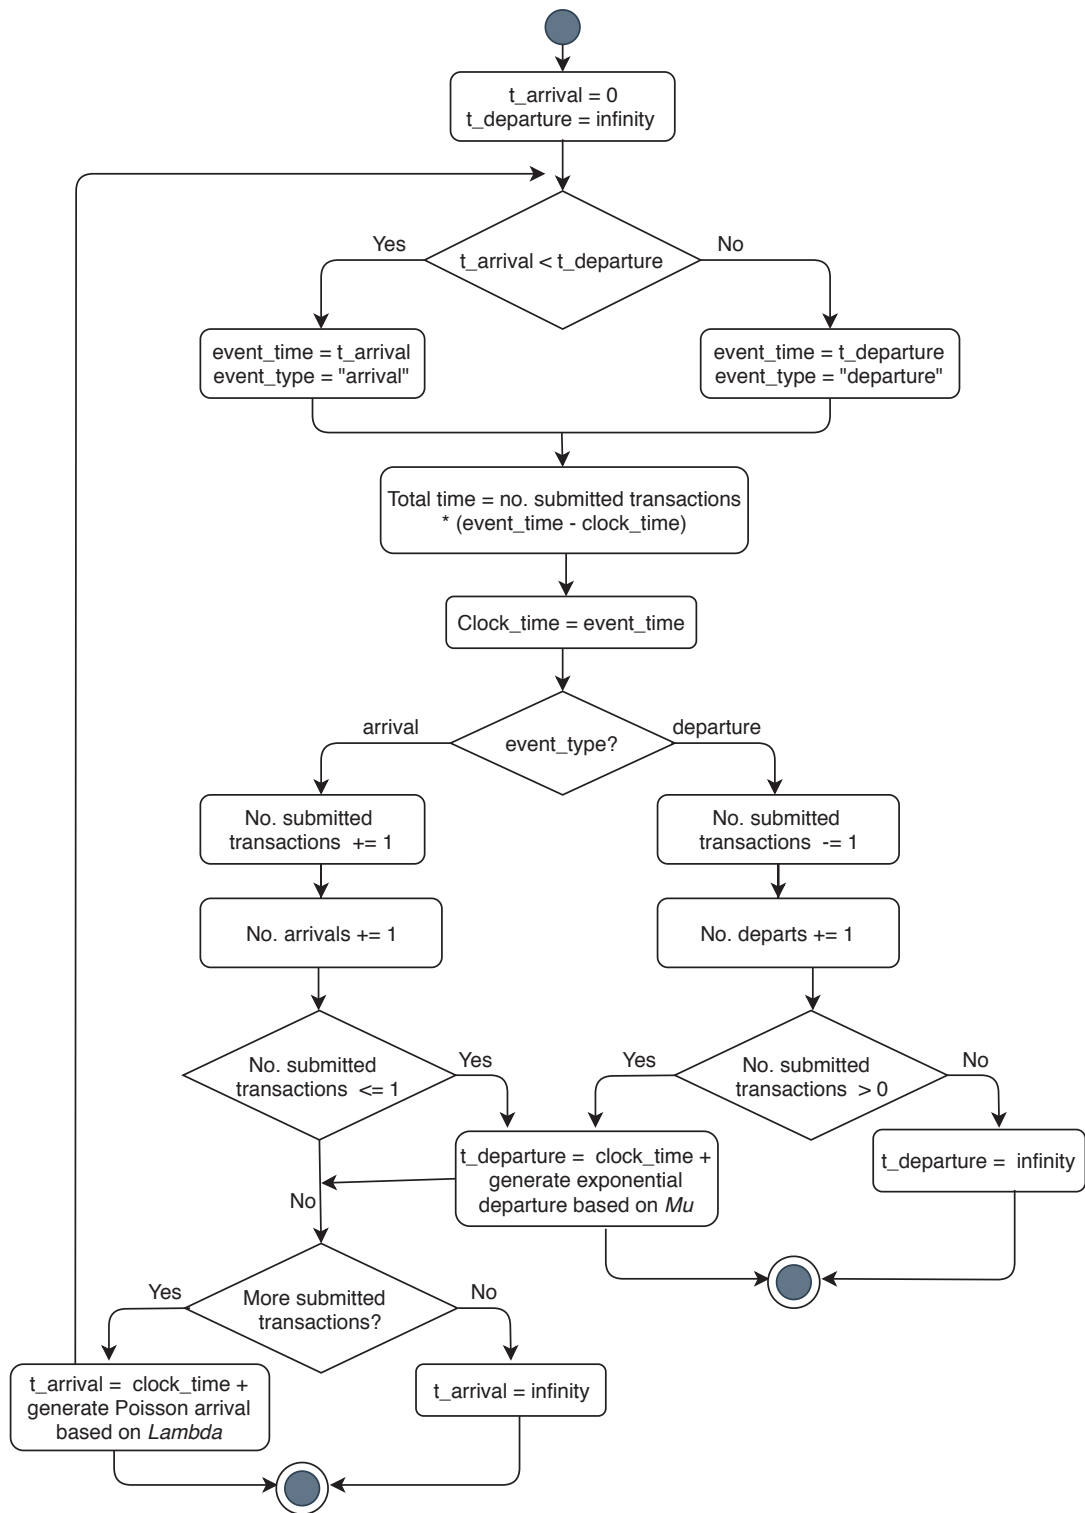 t_arrival = 0
t_departure = infinity
t_arrival < t_departure
Yes
No
event_time = t_arrival
event_type = "arrival"
event_time = t_departure
event_type = "departure"
Total time = no. submitted transactions
* (event_time - clock_time)
Clock_time = event_time
event_type?
arrival
departure
No. submitted
transactions += 1
No. submitted
transactions -= 1
No. arrivals += 1
No. departs += 1
No. submitted
transactions <= 1
Yes
No
No. submitted
transactions > 0
Yes
No
t_departure = clock_time +
generate exponential
departure based on Mu
t_departure = infinity
More submitted
transactions?
Yes
No
t_arrival = clock_time +
generate Poisson arrival
based on Lambda
t_arrival = infinity